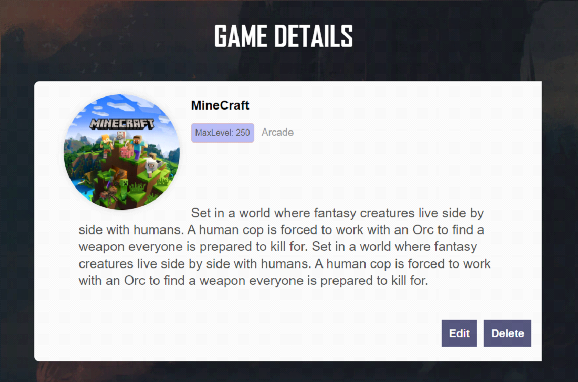 GAME DETAILS
MINECRAFT
MineCraft
MaxLevel: 250 Arcade
Set in a world where fantasy creatures live side by
side with humans. A human cop is forced to work with an Orc to find a
weapon everyone is prepared to kill for. Set in a world where fantasy
creatures live side by side with humans. A human cop is forced to work
with an Orc to find a weapon everyone is prepared to kill for.
Edit Delete